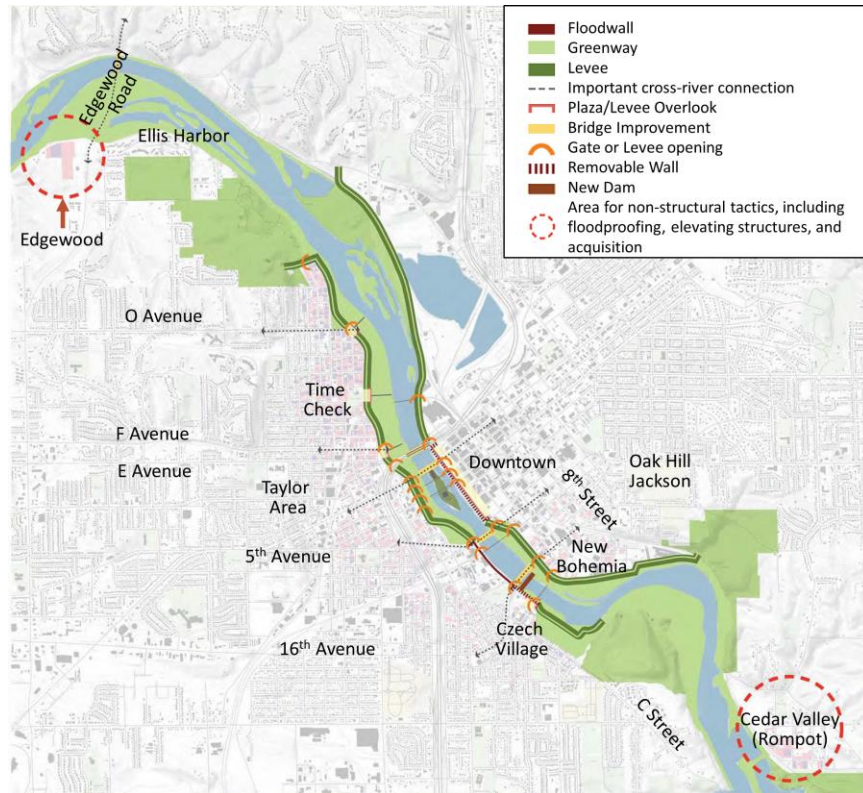 Floodwall
Greenway
Levee
Important cross-river connection
Plaza/Levee Overlook
Bridge Improvement
Gate or Levee opening
Removable Wall
New Dam
Area for non-structural tactics, including
floodproofing, elevating structures, and
acquisition
Edgewood
Road
Ellis Harbor
Edgewood
O Avenue
Time
Check
F Avenue
E Avenue
Downtown
Oak Hill
Jackson
8th Street
Taylor
Area
5th Avenue
New
Bohemia
16th Avenue
Czech
Village
C Street
Cedar Valley
(Rompot)